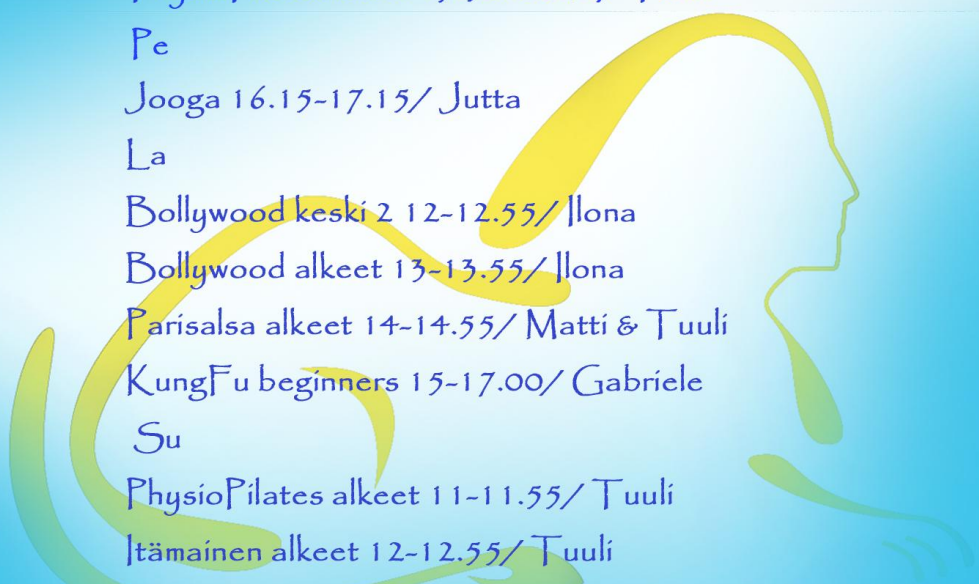 Pe
Jooga 16.15-17.15/ Jutta
La
Bollywood keski 2 12-12.55/ Ilona
Bollywood alkeet 13-13.55/ Ilona
Parisalsa alkeet 14-14.55/ Matti & Tuuli
KungFu beginners 15-17.00/ Gabriele
Su
PhysioPilates alkeet 11-11.55/ Tuuli
Itämainen alkeet 12-12.55/ Tuuli